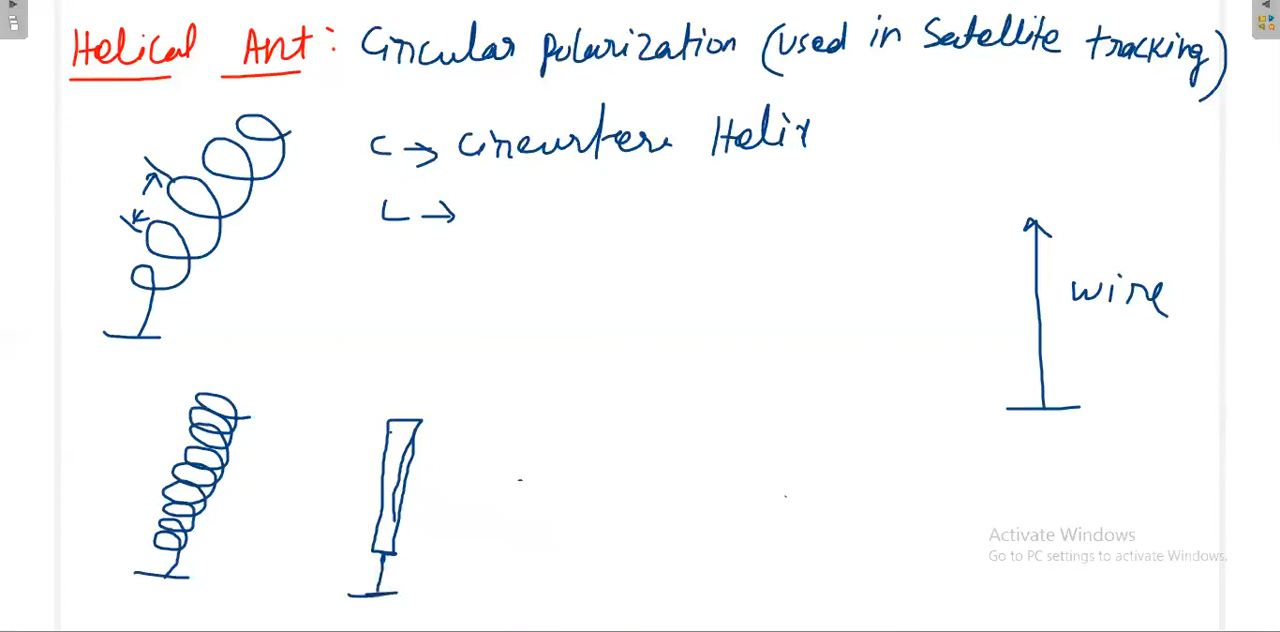 Helical Ant: Circular polarization (used in Satellite tracking)
C → Circumfere Helix
L →
wire
Activate Windows
Go to PC settings to activate Windows.